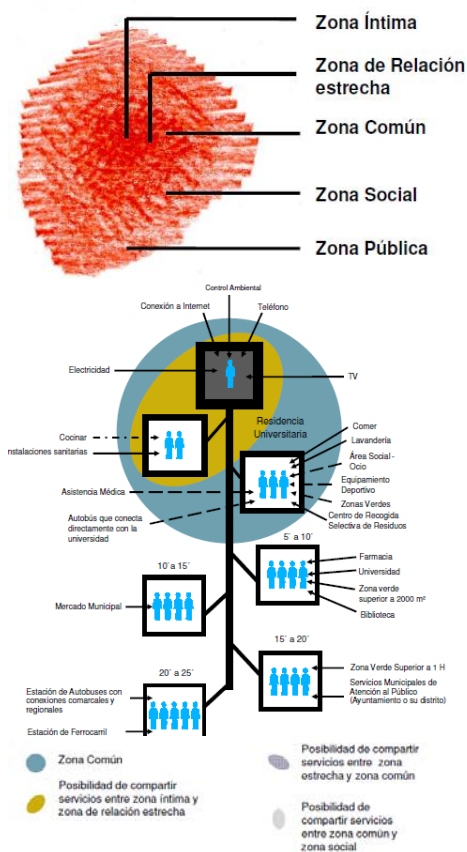 Zona Íntima
Zona de Relación
estrecha
Zona Común
Zona Social
Zona Pública
Control Ambiental
Conexión a Internet
Teléfono
Electricidad
TV
Residencia
Universitaria
Cocinar
nstalaciones sanitarias
Comer
Lavandería
Área Social -
Ocio
Equipamiento
Deportivo
Zonas Verdes
Centro de Recogida
Selectiva de Residuos
Asistencia Médica
Autobús que conecta
directamente con la
universidad
5´ a 10´
Farmacia
Universidad
Zona verde
superior a 2000 m²
Biblioteca
10´a 15´
Mercado Municipal
15´ a 20´
Zona Verde Superior a 1 H
Servicios Municipales de
Atención al Público
(Ayuntamiento o su distrito)
20´ a 25´
Estación de Autobuses con
conexiones comarcales y
regionales
Estación de Ferrocarril
Zona Común
Posibilidad de compartir
servicios entre zona íntima y
zona de relación estrecha
Posibilidad de compartir
servicios entre zona
estrecha y zona común
Posibilidad de
compartir servicios
entre zona común y
zona social